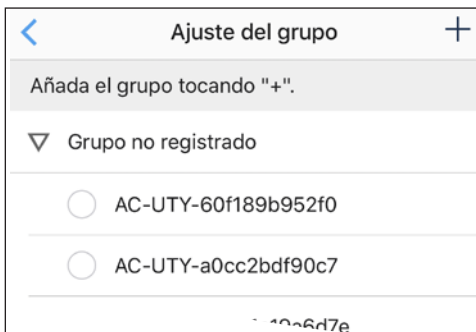 Ajuste del grupo
Añada el grupo tocando "+".
Grupo no registrado
AC-UTY-60f189b952f0
AC-UTY-a0cc2bdf90c7